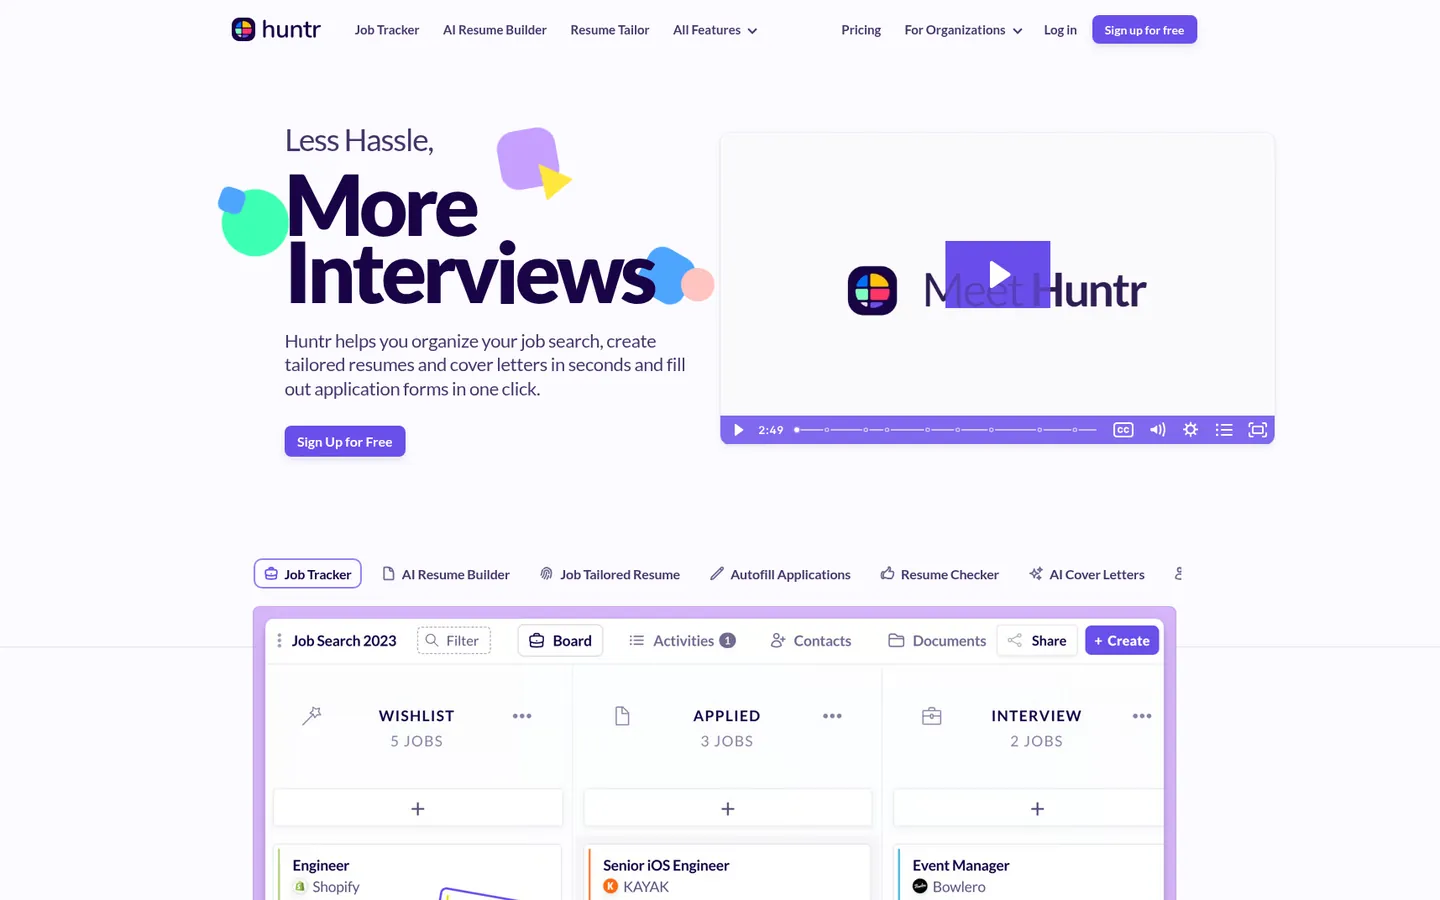 huntr
Job Tracker
AI Resume Builder
Resume Tailor
All Features
Pricing
For Organizations
Log in
Sign up for free
Less Hassle,
More
Interviews
Huntr helps you organize your job search, create
tailored resumes and cover letters in seconds and fill
out application forms in one click.
Sign Up for Free
Meet Huntr
2:49
CC
Job Tracker
AI Resume Builder
Job Tailored Resume
Autofill Applications
Resume Checker
AI Cover Letters
Job Search 2023
Filter
Board
Activities 1
Contacts
Documents
Share
+ Create
WISHLIST
5 JOBS
APPLIED
3 JOBS
INTERVIEW
2 JOBS
+
+
+
Engineer
Shopify
Senior iOS Engineer
K KAYAK
Event Manager
Bowlero